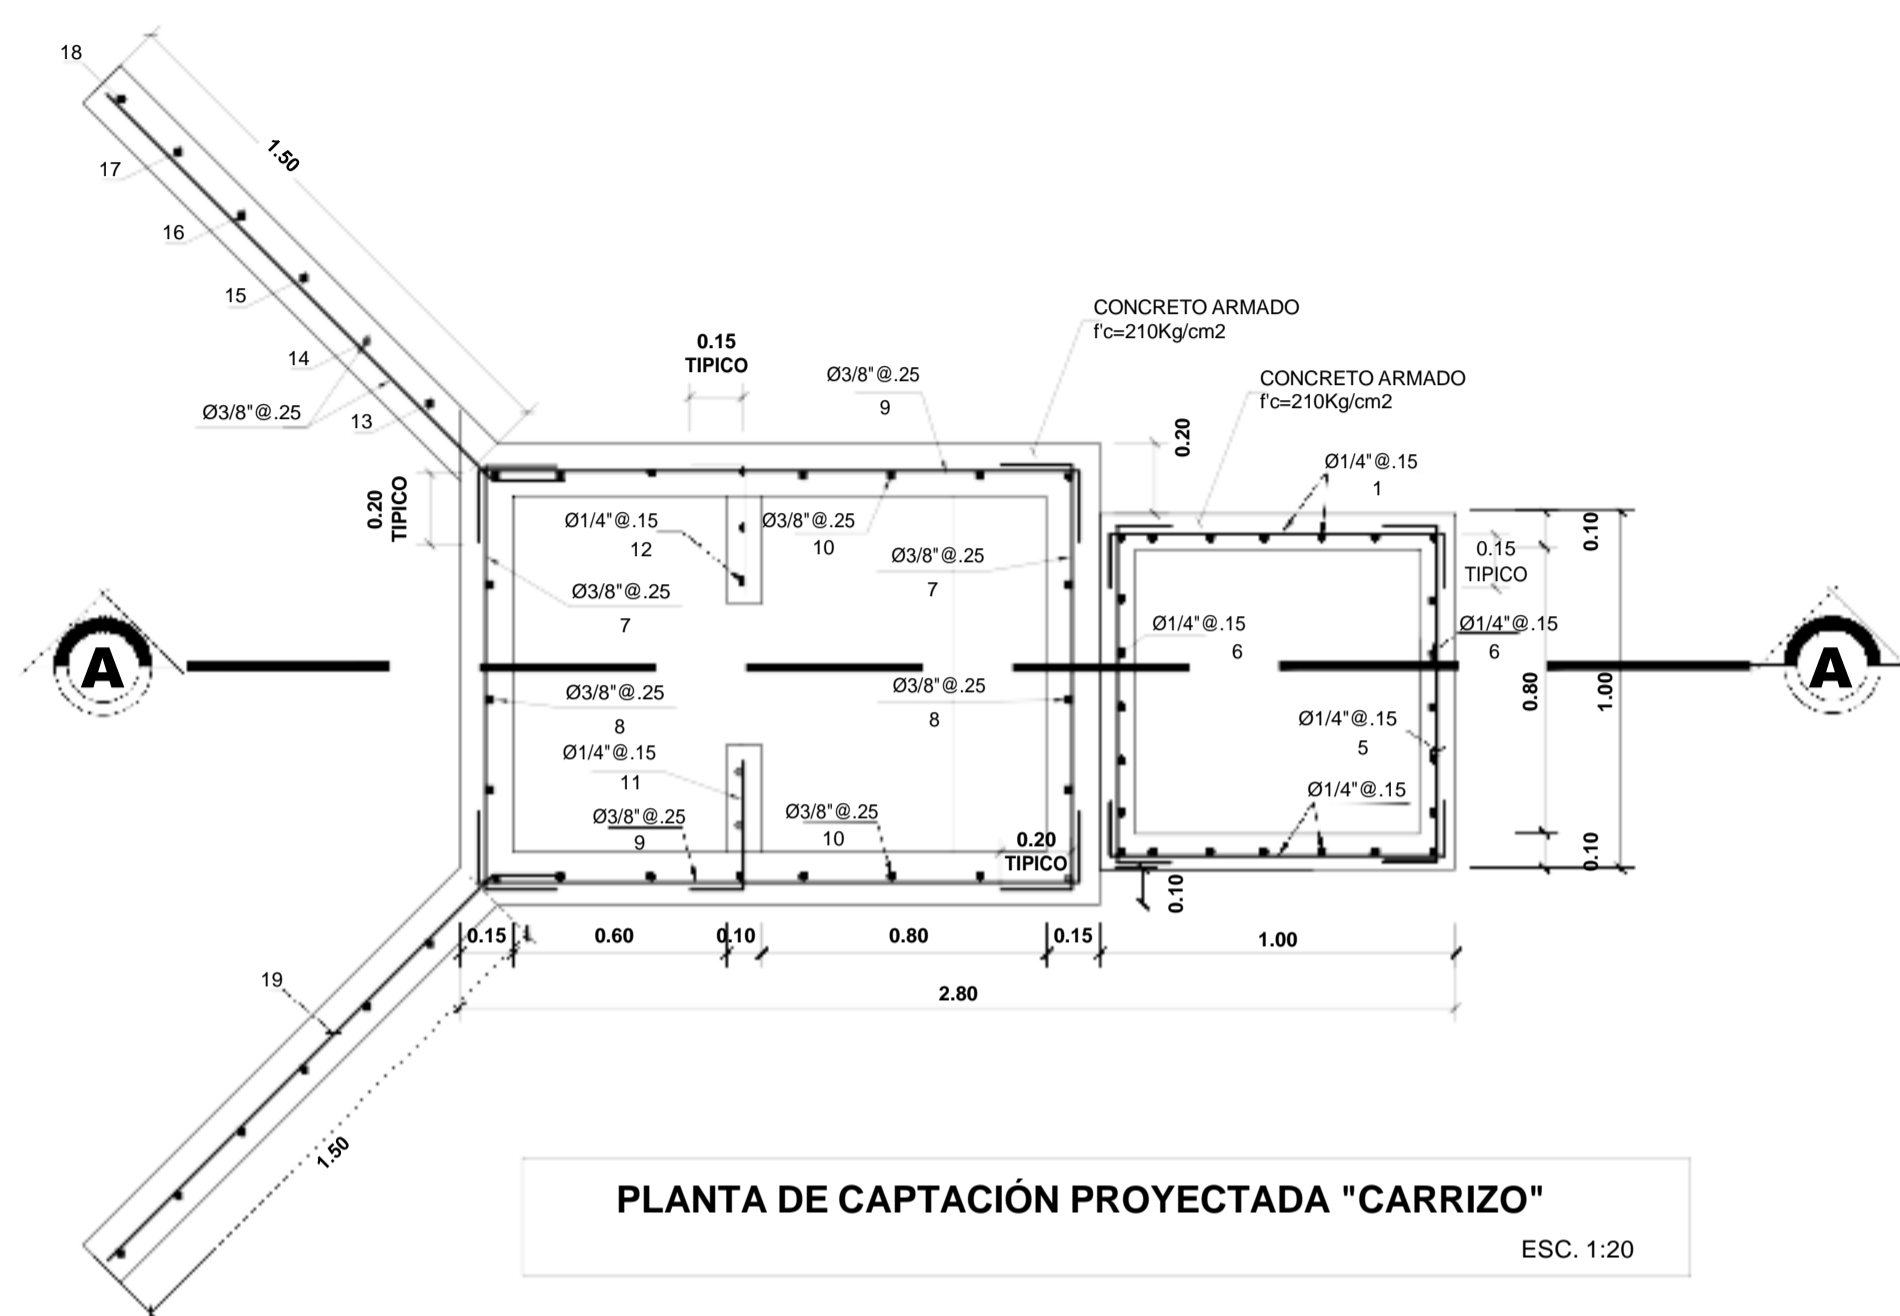 18
17
1.50
16
15
14
Ø3/8"@.25
13
0.15
TIPICO
Ø3/8"@.25
9
CONCRETO ARMADO
f'c=210Kg/cm2
CONCRETO ARMADO
f'c=210Kg/cm2
0.20
Ø1/4"@.15
1
0.20
TIPICO
Ø1/4"@.15
12
Ø3/8"@.25
10
Ø3/8"@.25
7
Ø3/8"@.25
7
0.15
TIPICO
0.10
Ø1/4"@.15
6
Ø1/4"@.15
6
A
A
Ø3/8"@.25
8
Ø3/8"@.25
8
0.80
1.00
Ø1/4"@.15
5
Ø1/4"@.15
11
Ø1/4"@.15
Ø3/8"@.25
9
Ø3/8"@.25
10
0.20
TIPICO
0.10
0.10
0.15
0.60
0.10
0.80
0.15
1.00
2.80
19
1.50
PLANTA DE CAPTACIÓN PROYECTADA "CARRIZO"
ESC. 1:20